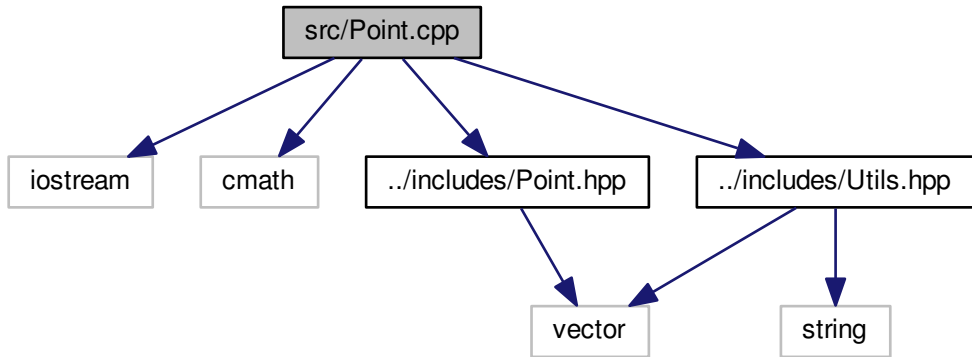 src/Point.cpp
iostream
cmath
../includes/Point.hpp
../includes/Utils.hpp
vector
string